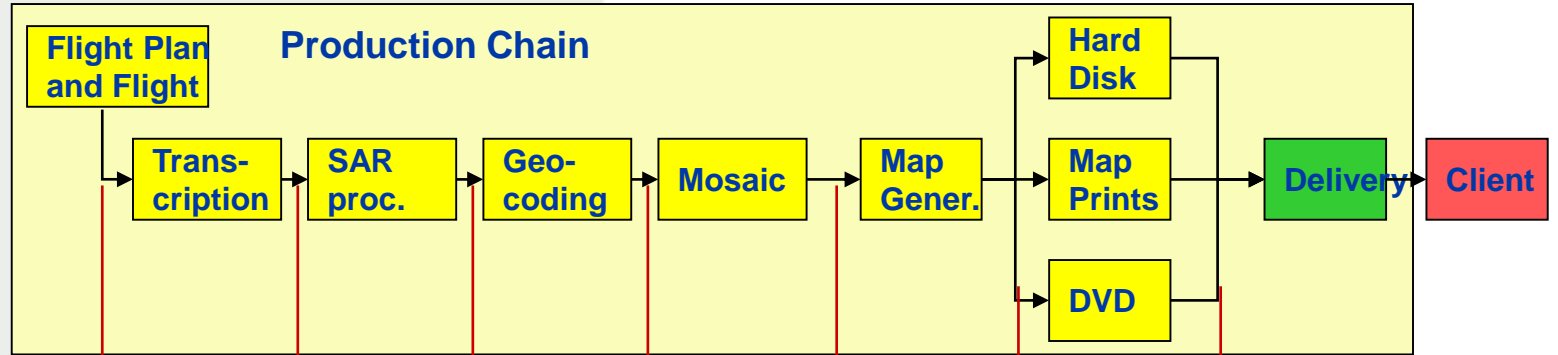 Production Chain
Flight Plan
and Flight
Trans-
cription
SAR
proc.
Geo-
coding
Mosaic
Map
Gener.
Hard
Disk
Map
Prints
DVD
Delivery
Client